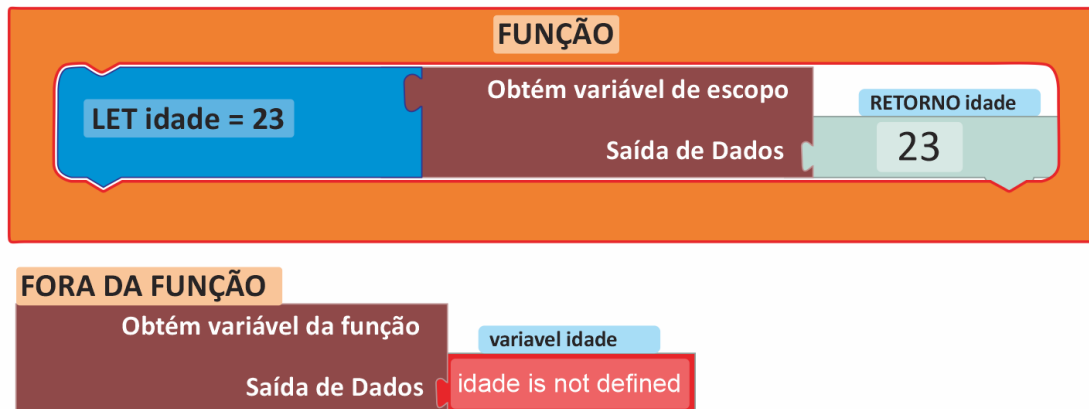 FUNÇÃO
LET idade = 23
Obtém variável de escopo
RETORNO idade
Saída de Dados
23
FORA DA FUNÇÃO
Obtém variável da função
variavel idade
Saída de Dados
idade is not defined